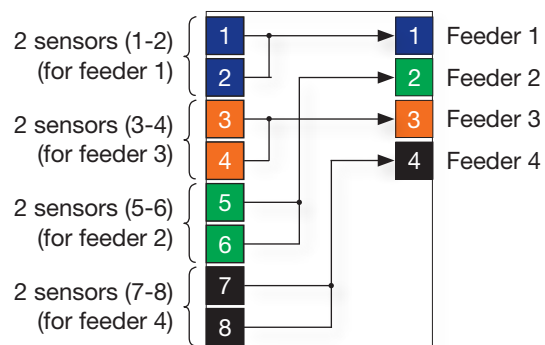 2 sensors (1-2)
(for feeder 1)
1
2
2 sensors (3-4)
(for feeder 3)
3
4
2 sensors (5-6)
(for feeder 2)
5
6
2 sensors (7-8)
(for feeder 4)
7
8
1 Feeder 1
2 Feeder 2
3 Feeder 3
4 Feeder 4